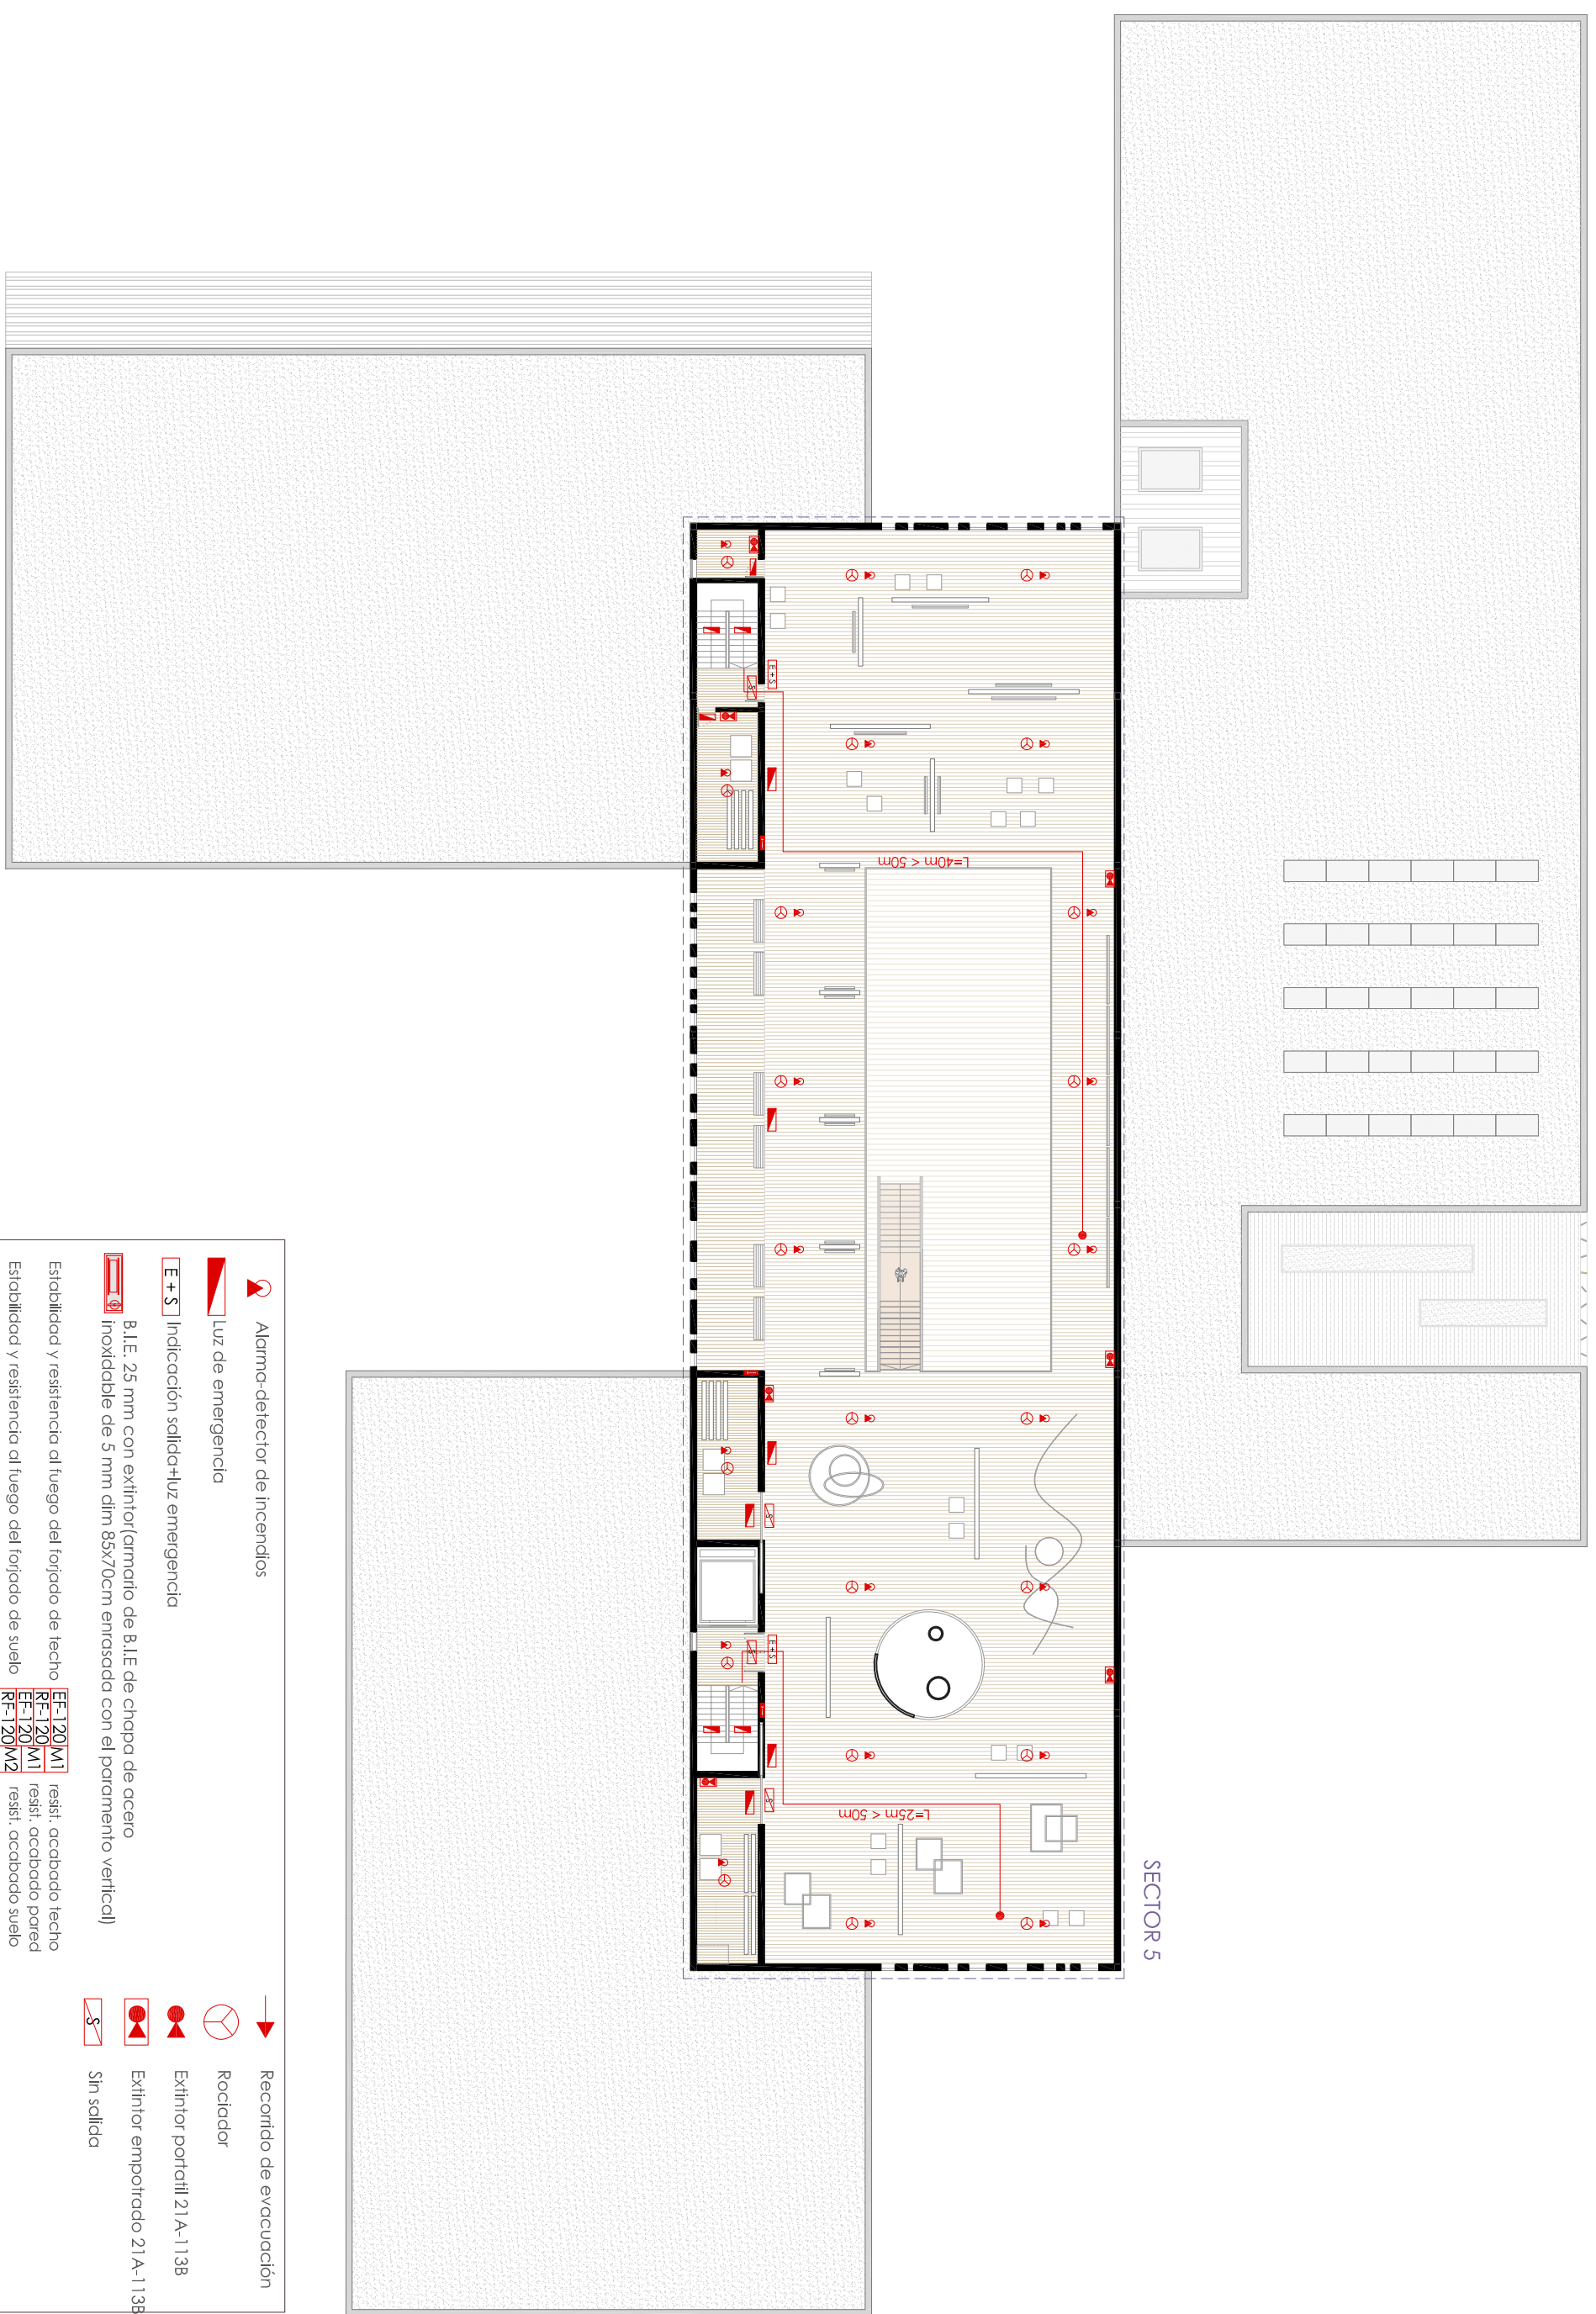 SECTOR 5
L=40m < 50m
L=25m < 50m
E + S
S
S
E + S
S
S
Alarma-detector de incendios
Luz de emergencia
E + S Indicación salida+luz emergencia
B.I.E. 25 mm con extintor(armario de B.I.E de chapa de acero
inoxidable de 5 mm dim 85x70cm enrasada con el paramento vertical)
Estabilidad y resistencia al fuego del forjado de techo EF-120 M1 resist. acabado techo
RF-120 M1 resist. acabado pared
EF-120
Estabilidad y resistencia al fuego del forjado de suelo RF-120 M2 resist. acabado suelo
Recorrido de evacuación
Rociador
Extintor portatil 21A-113B
Extintor empotrado 21A-113B
S Sin salida